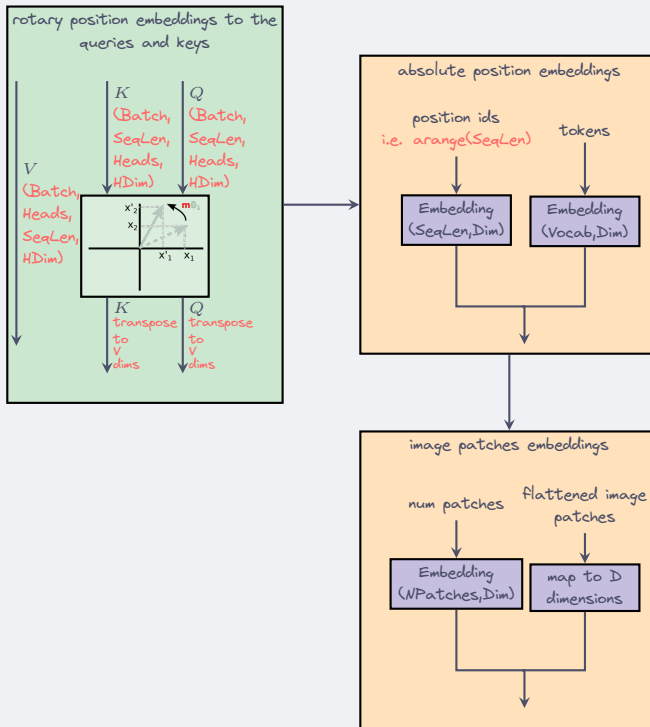 rotary position embeddings to the
queries and keys
K
(Batch,
SeqLen,
Heads,
HDim)
Q
(Batch,
SeqLen,
Heads,
HDim)
V
(Batch,
Heads,
SeqLen,
HDim)
x'₂
x₂
mθ₁
x'₁
x₁
K
transpose
to
V
dims
Q
transpose
to
V
dims
absolute position embeddings
position ids
i.e. arange(SeqLen)
tokens
Embedding
(SeqLen,Dim)
Embedding
(Vocab,Dim)
image patches embeddings
num patches
flattened image
patches
Embedding
(NPatches,Dim)
map to D
dimensions